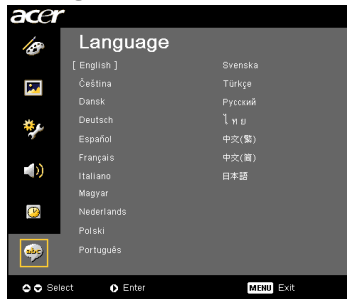 acer
Language
[ English ]
Čeština
Dansk
Deutsch
Español
Français
Italiano
Magyar
Nederlands
Polski
Português
Svenska
Türkçe
Русский
ไทย
中文(繁)
中文(简)
日本語
abc
Select Enter MENU Exit